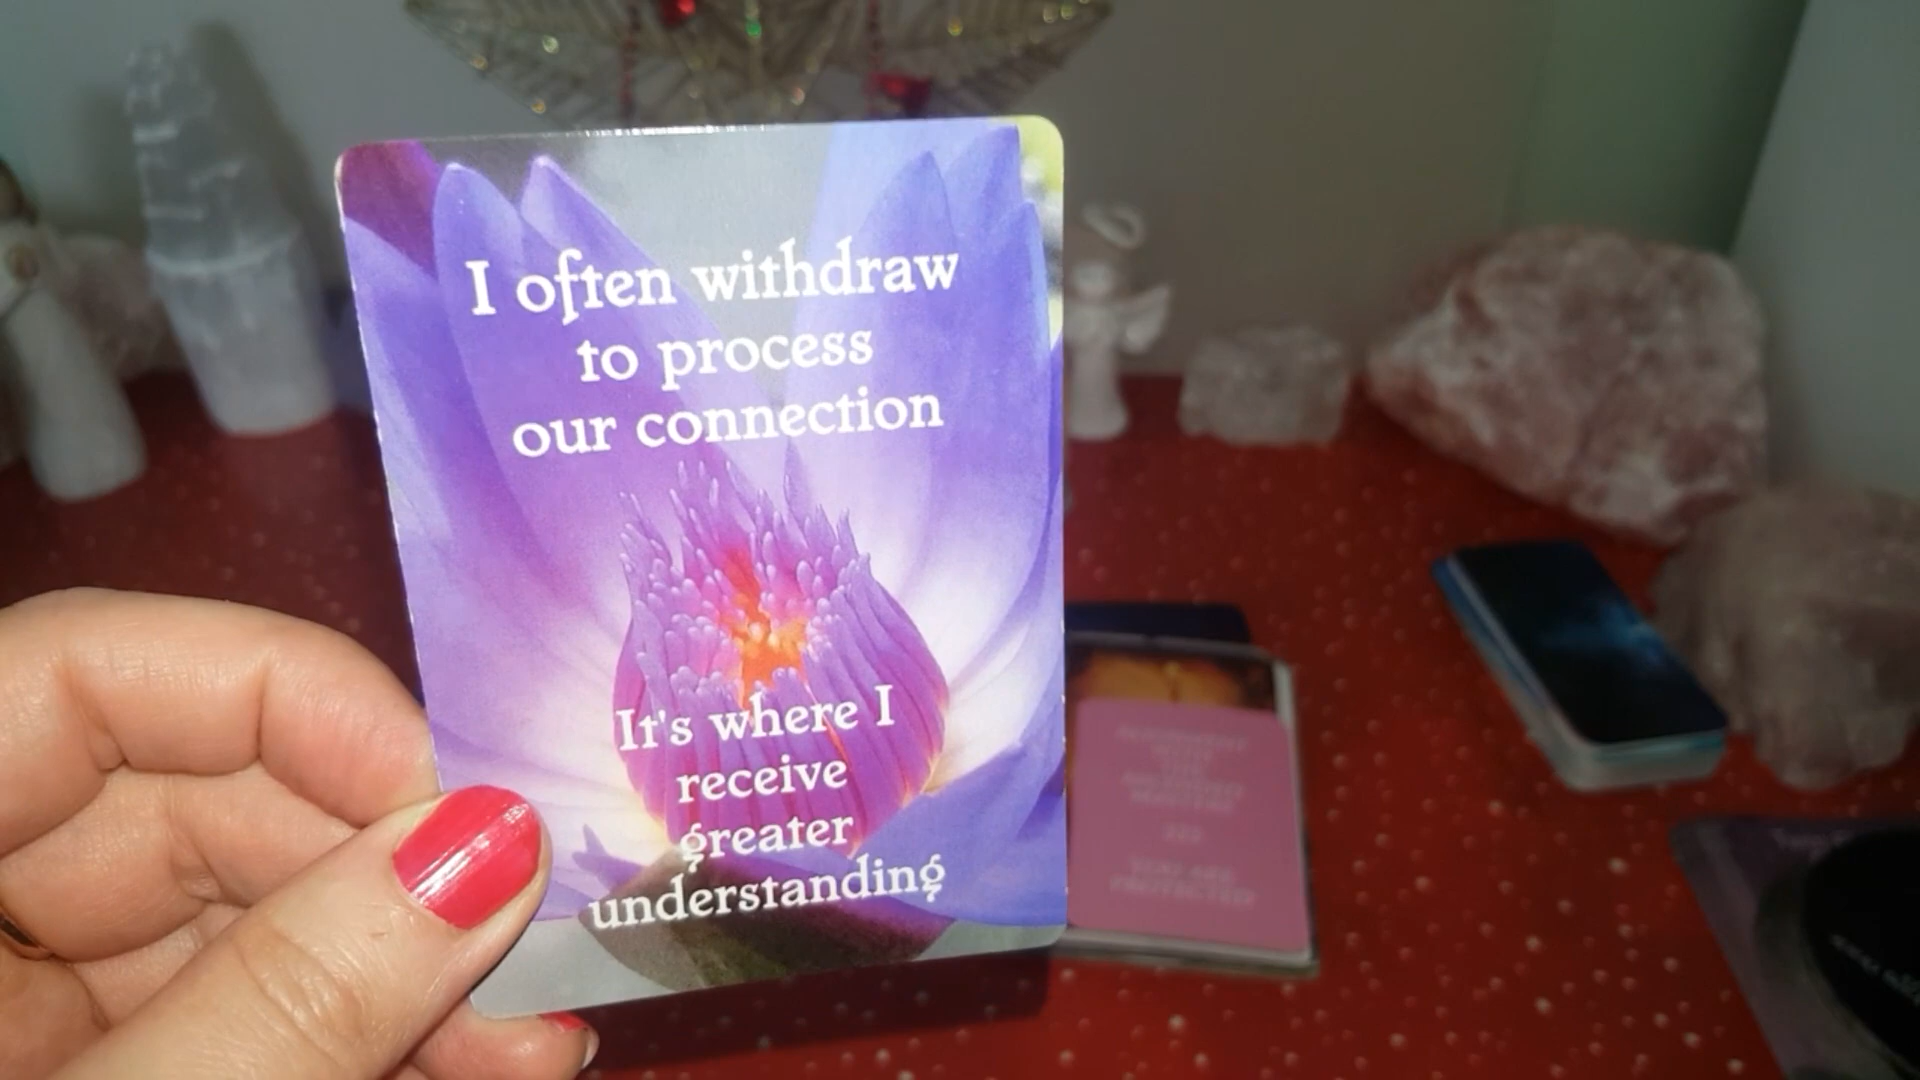 I often withdraw
to process
our connection
It's where I
receive
greater
understanding